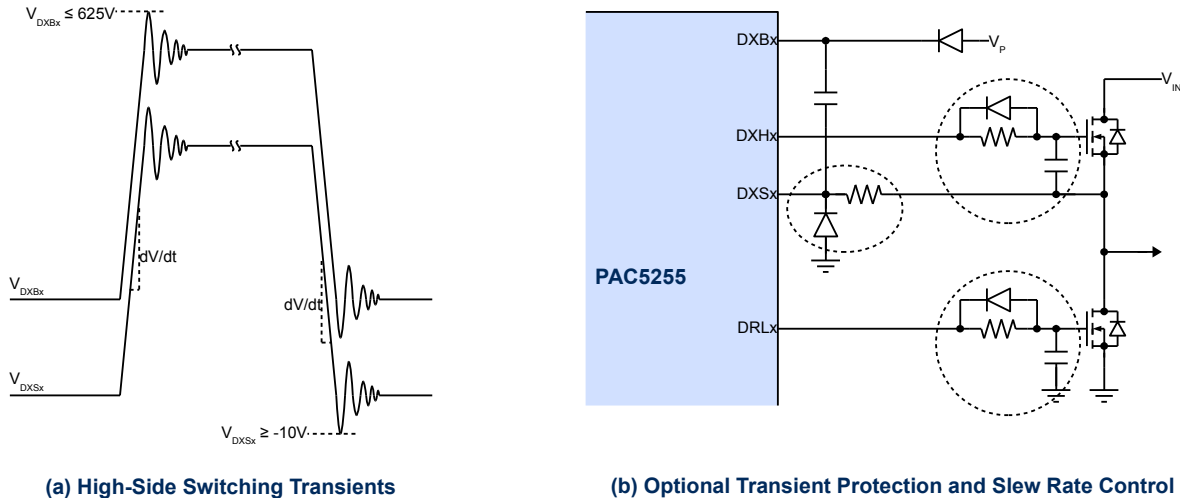 V_DXBx ≤ 625V
dV/dt
V_DXBx
dV/dt
V_DXSx
V_DXSx ≥ -10V
(a) High-Side Switching Transients
DXBx
V_P
V_IN
DXHx
DXSx
PAC5255
DRLx
(b) Optional Transient Protection and Slew Rate Control